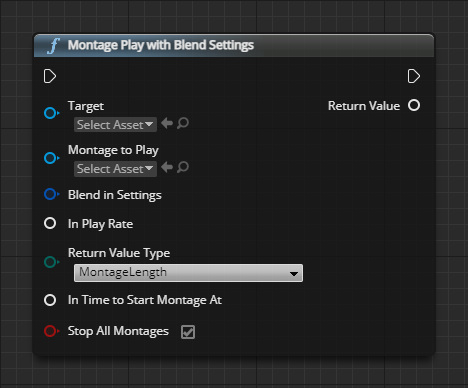 f Montage Play with Blend Settings
Target
Return Value
Select Asset
Montage to Play
Select Asset
Blend in Settings
In Play Rate
Return Value Type
MontageLength
In Time to Start Montage At
Stop All Montages